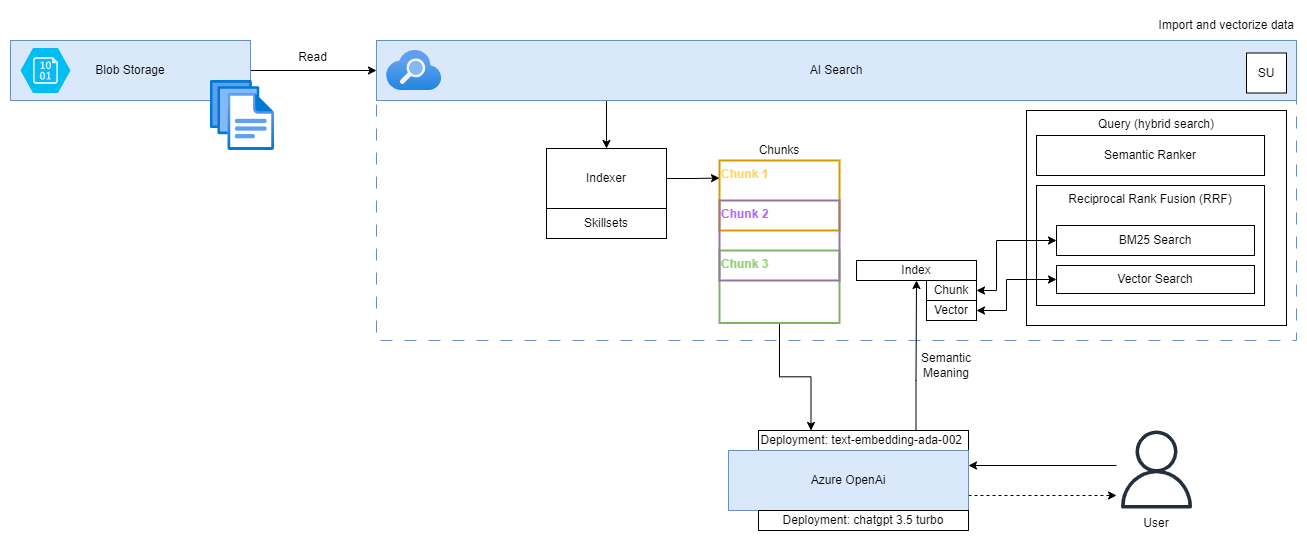 Import and vectorize data
10
01
Blob Storage
Read
AI Search
SU
Indexer
Skillsets
Chunks
Chunk 1
Chunk 2
Chunk 3
Query (hybrid search)
Semantic Ranker
Reciprocal Rank Fusion (RRF)
BM25 Search
Vector Search
Index
Chunk
Vector
Semantic
Meaning
Deployment: text-embedding-ada-002
Azure OpenAi
Deployment: chatgpt 3.5 turbo
User